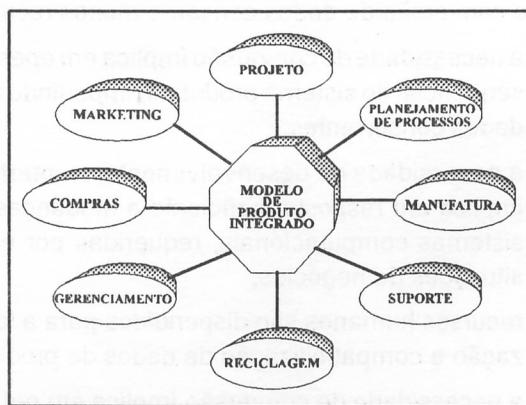 PROJETO
MARKETING
PLANEJAMENTO
DE PROCESSOS
COMPRAS
MODELO
DE
PRODUTO
INTEGRADO
MANUFATURA
GERENCIAMENTO
SUPORTE
RECICLAGEM